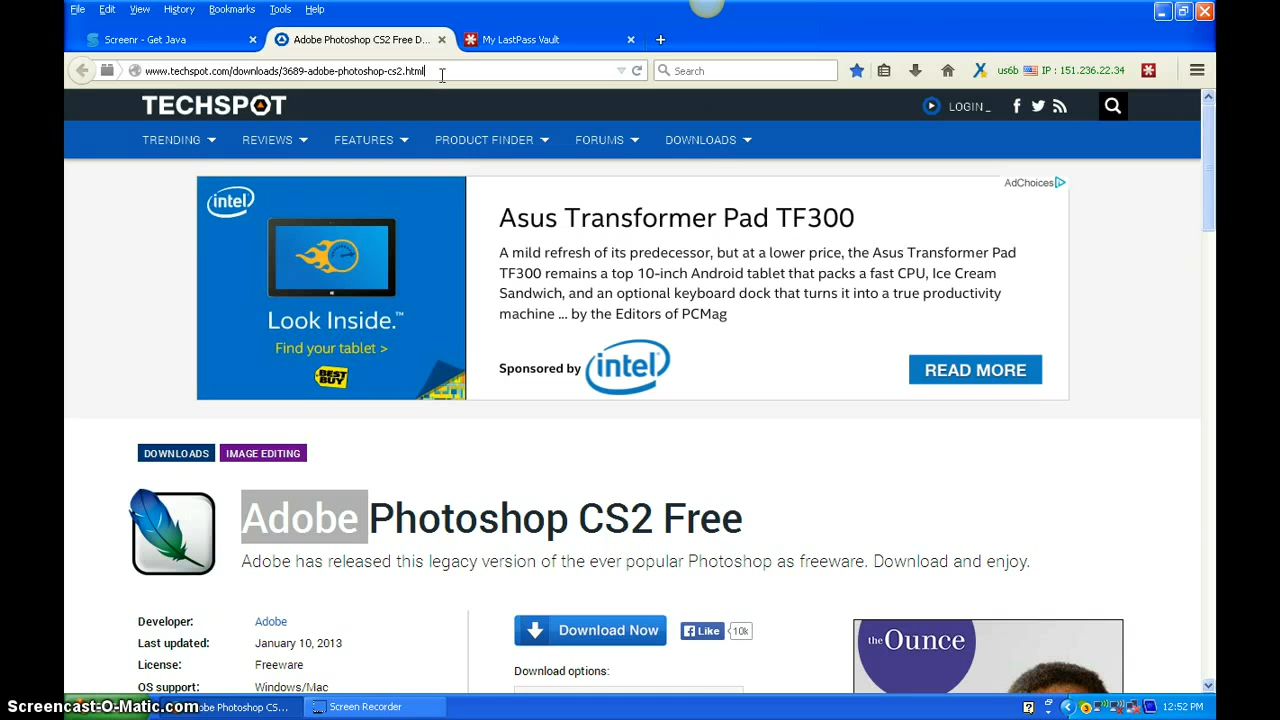 File Edit View History Bookmarks Tools Help
Screenr - Get Java
Adobe Photoshop CS2 Free D...
My LastPass Vault
www.techspot.com/downloads/3689-adobe-photoshop-cs2.html
Search
us6b IP : 151.236.22.34
TECHSPOT
LOGIN_
TRENDING REVIEWS FEATURES PRODUCT FINDER FORUMS DOWNLOADS
AdChoices
intel
Look Inside.™
Find your tablet >
BEST BUY
Asus Transformer Pad TF300
A mild refresh of its predecessor, but at a lower price, the Asus Transformer Pad
TF300 remains a top 10-inch Android tablet that packs a fast CPU, Ice Cream
Sandwich, and an optional keyboard dock that turns it into a true productivity
machine ... by the Editors of PCMag
Sponsored by intel
READ MORE
DOWNLOADS IMAGE EDITING
Adobe Photoshop CS2 Free
Adobe has released this legacy version of the ever popular Photoshop as freeware. Download and enjoy.
Developer: Adobe
Last updated: January 10, 2013
License: Freeware
OS support: Windows/Mac
Download Now
Like 10k
Download options:
the Ounce
Screencast-O-Matic.com
dobe Photoshop CS...
Screen Recorder
12:52 PM